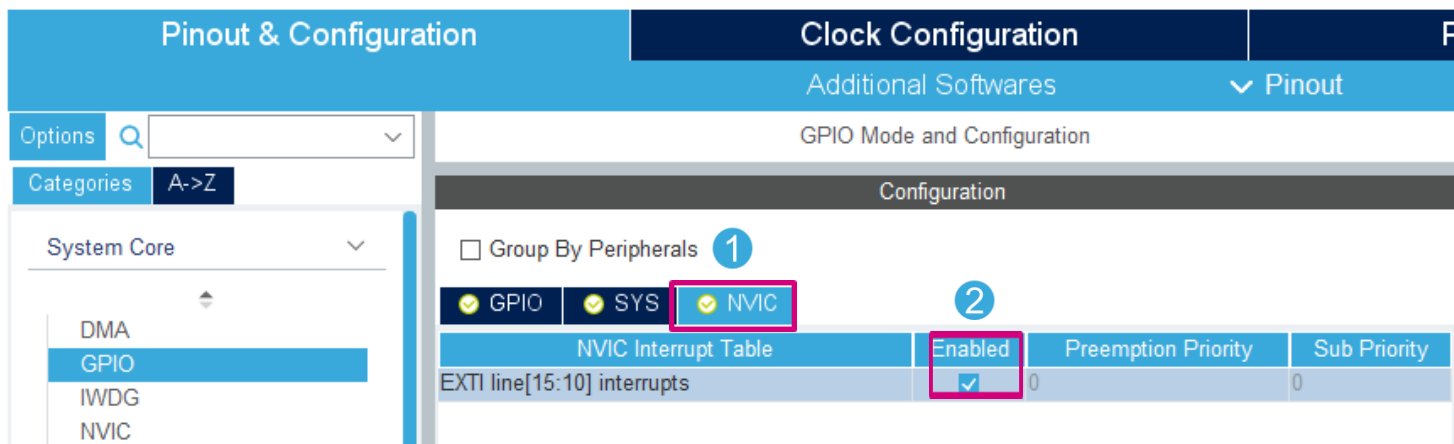 Pinout & Configuration
Clock Configuration
P
Additional Softwares
Pinout
Options
GPIO Mode and Configuration
Categories
A->Z
Configuration
System Core
Group By Peripherals
1
GPIO
SYS
NVIC
2
DMA
GPIO
IWDG
NVIC
NVIC Interrupt Table
Enabled
Preemption Priority
Sub Priority
EXTI line[15:10] interrupts
0
0